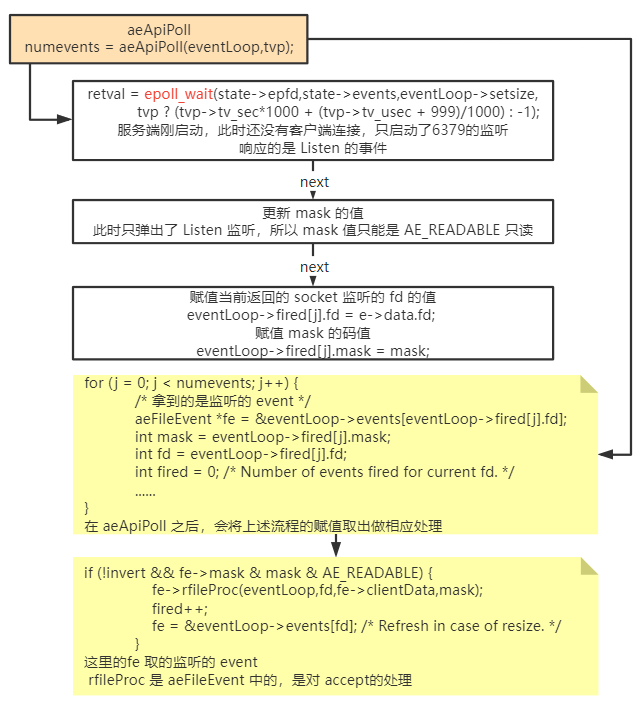 aeApiPoll
numevents = aeApiPoll(eventLoop,tvp);
retval = epoll_wait(state->epfd,state->events,eventLoop->setsize,
tvp ? (tvp->tv_sec*1000 + (tvp->tv_usec + 999)/1000) : -1);
服务端刚启动，此时还没有客户端连接，只启动了6379的监听
响应的是 Listen 的事件
next
更新 mask 的值
此时只弹出了 Listen 监听，所以 mask 值只能是 AE_READABLE 只读
next
赋值当前返回的 socket 监听的 fd 的值
eventLoop->fired[j].fd = e->data.fd;
赋值 mask 的码值
eventLoop->fired[j].mask = mask;
for (j = 0; j < numevents; j++) {
/* 拿到的是监听的 event */
aeFileEvent *fe = &eventLoop->events[eventLoop->fired[j].fd];
int mask = eventLoop->fired[j].mask;
int fd = eventLoop->fired[j].fd;
int fired = 0; /* Number of events fired for current fd. */
......
}
在 aeApiPoll 之后，会将上述流程的赋值取出做相应处理
if (!invert && fe->mask & mask & AE_READABLE) {
fe->rfileProc(eventLoop,fd,fe->clientData,mask);
fired++;
fe = &eventLoop->events[fd]; /* Refresh in case of resize. */
}
这里的fe 取的监听的 event
rfileProc 是 aeFileEvent 中的，是对 accept的处理